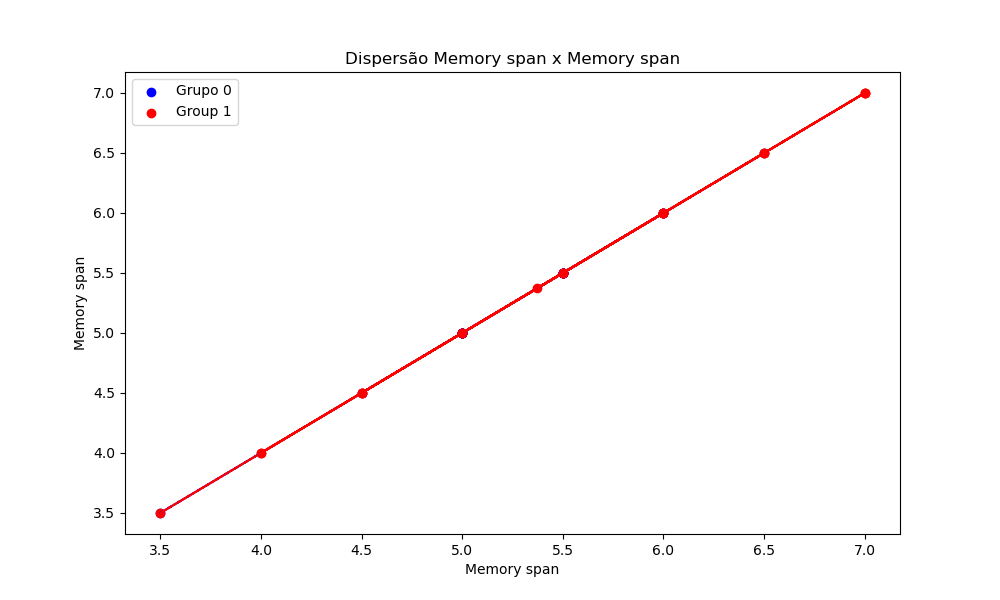 Dispersão Memory span x Memory span
Grupo 0
Group 1
7.0
6.5
6.0
5.5
5.0
4.5
4.0
3.5
Memory span
3.5 4.0 4.5 5.0 5.5 6.0 6.5 7.0
Memory span